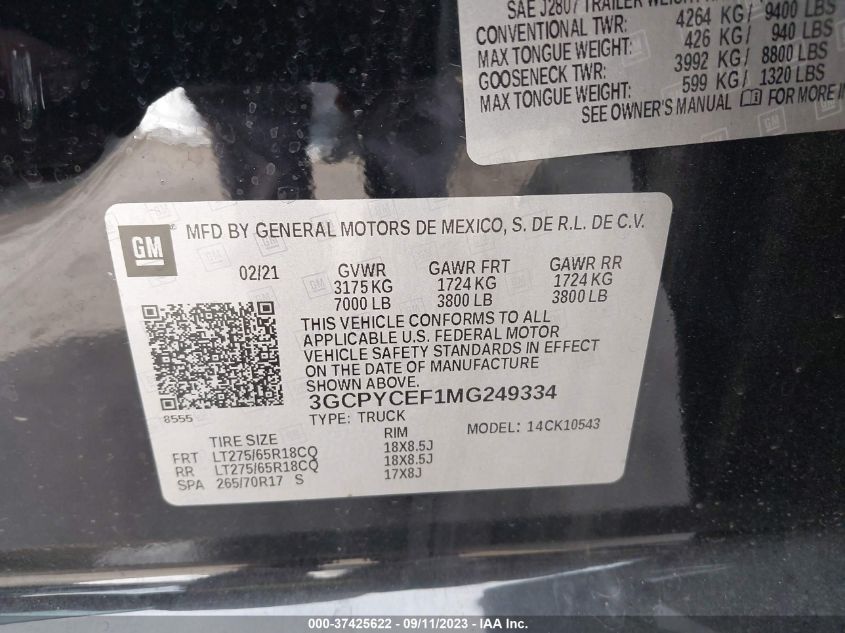 SAE J2807 TRAILER WEIGHT
CONVENTIONAL TWR: 4264 KG/ 9400 LBS
MAX TONGUE WEIGHT: 426 KG/ 940 LBS
GOOSENECK TWR: 3992 KG/ 8800 LBS
MAX TONGUE WEIGHT: 599 KG/ 1320 LBS
SEE OWNER'S MANUAL FOR MORE
GM MFD BY GENERAL MOTORS DE MEXICO, S. DE R.L. DE C.V.
02/21 GVWR GAWR FRT GAWR RR
3175 KG 1724 KG 1724 KG
7000 LB 3800 LB 3800 LB
THIS VEHICLE CONFORMS TO ALL
APPLICABLE U.S. FEDERAL MOTOR
VEHICLE SAFETY STANDARDS IN EFFECT
ON THE DATE OF MANUFACTURE
SHOWN ABOVE.
3GCPYCEF1MG249334
8555 TYPE: TRUCK MODEL: 14CK10543
TIRE SIZE RIM
FRT LT275/65R18CQ 18X8.5J
RR LT275/65R18CQ 18X8.5J
SPA 265/70R17 S 17X8J
000-37425622 - 09/11/2023 - IAA Inc.